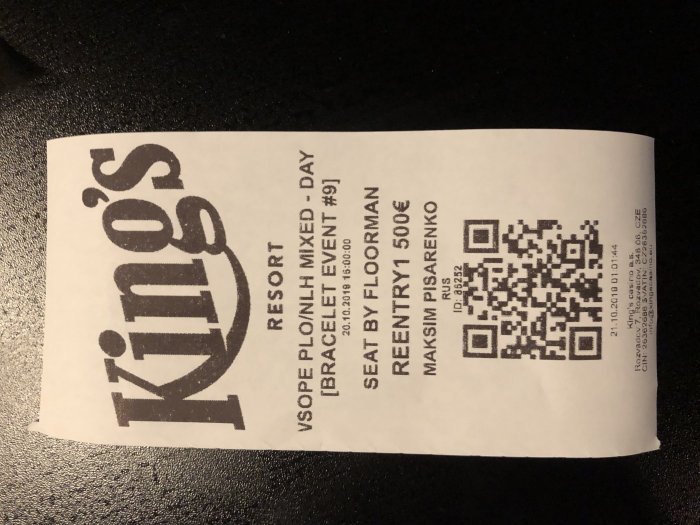 King's
RESORT
VSOPE PLO/NLH MIXED - DAY
[BRACELET EVENT #9]
20.10.2019 16:00:00
SEAT BY FLOORMAN
REENTRY1 500€
MAKSIM PISARENKO
RUS
ID: 86252
21.10.2019 01:01:44
King's casino a.s.
Rozvadov 7, Rozvadov, 348 06, CZE